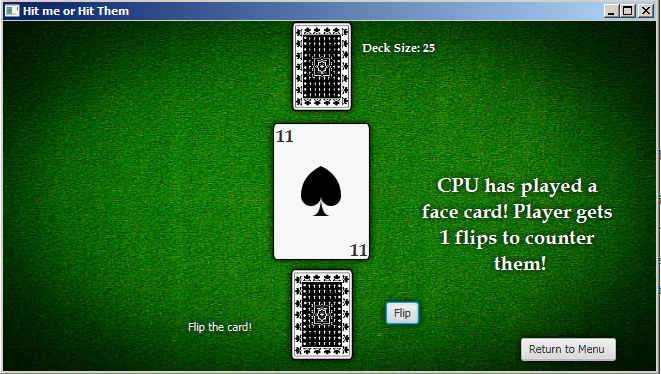 Hit me or Hit Them
Deck Size: 25
11
CPU has played a
face card! Player gets
1 flips to counter
them!
11
Flip
Flip the card!
Return to Menu